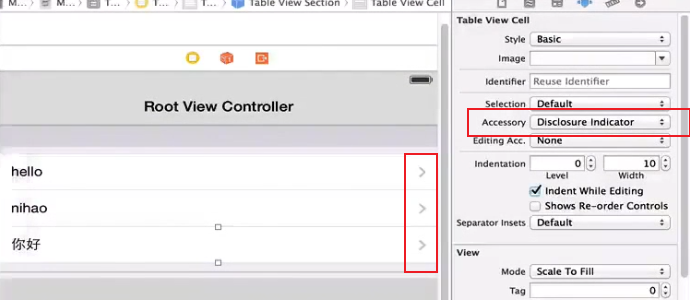 M... M... T... T... Table View Section Table View Cell
Root View Controller
hello
nihao
你好
Table View Cell
Style Basic
Image
Identifier Reuse Identifier
Selection Default
Accessory Disclosure Indicator
Editing Acc. None
Indentation 0 10
Level Width
Indent While Editing
Shows Re-order Controls
Separator Insets Default
View
Mode Scale To Fill
Tag 0